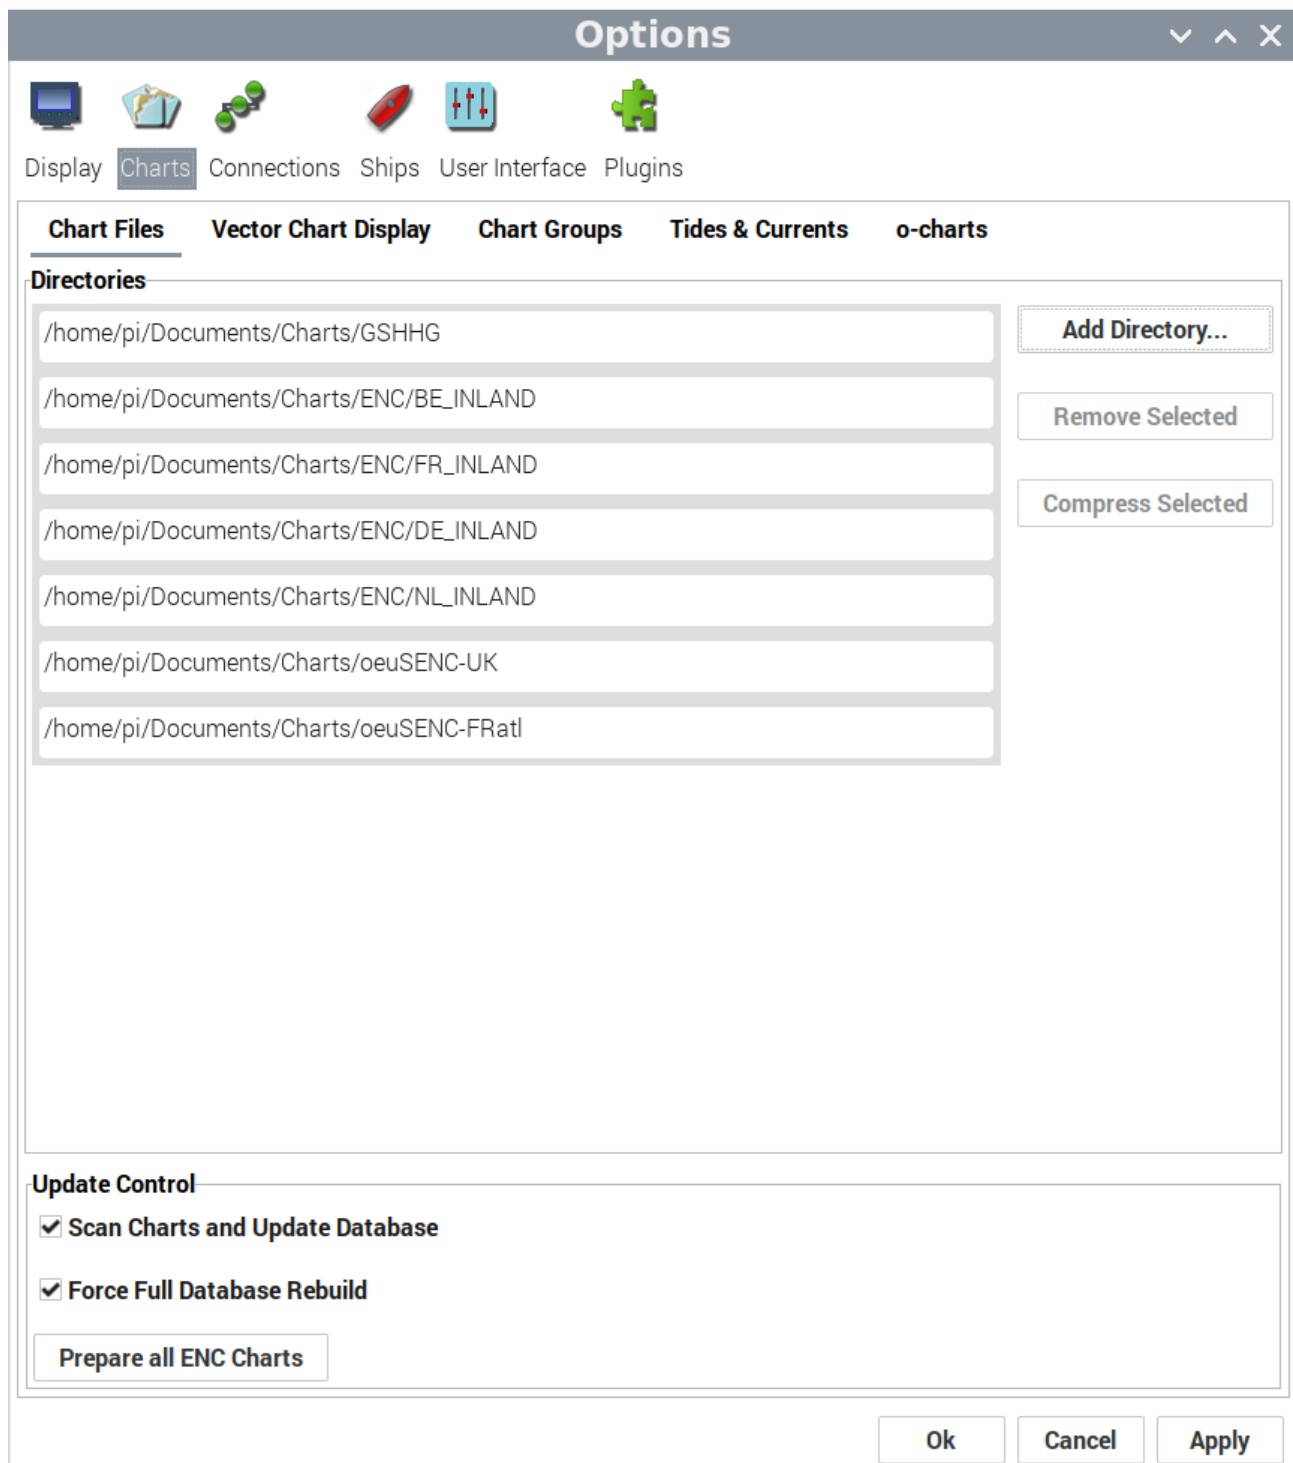 Options
Display Charts Connections Ships User Interface Plugins
Chart Files Vector Chart Display Chart Groups Tides & Currents o-charts
Directories
/home/pi/Documents/Charts/GSHHG
Add Directory...
/home/pi/Documents/Charts/ENC/BE_INLAND
Remove Selected
/home/pi/Documents/Charts/ENC/FR_INLAND
Compress Selected
/home/pi/Documents/Charts/ENC/DE_INLAND
/home/pi/Documents/Charts/ENC/NL_INLAND
/home/pi/Documents/Charts/oeuSENC-UK
/home/pi/Documents/Charts/oeuSENC-FRatl
Update Control
Scan Charts and Update Database
Force Full Database Rebuild
Prepare all ENC Charts
Ok Cancel Apply